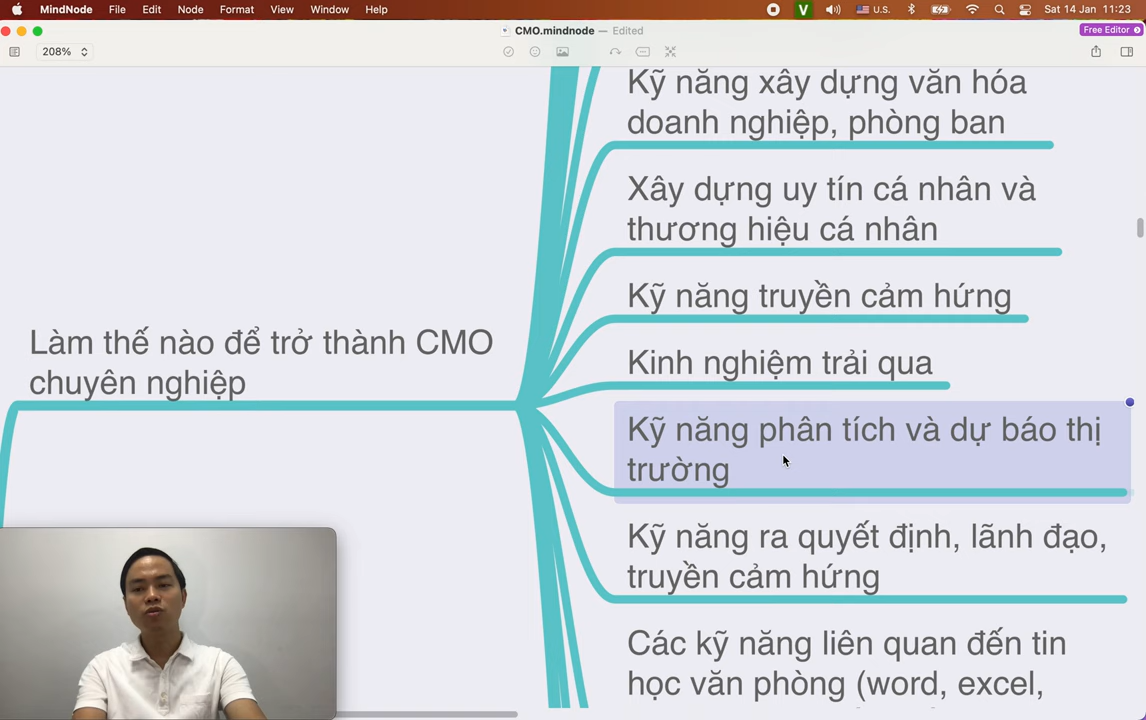 MindNode File Edit Node Format View Window Help V U.S. Sat 14 Jan 11:23
CMO.mindnode — Edited
Free Editor
208%
Kỹ năng xây dựng văn hóa
doanh nghiệp, phòng ban
Xây dựng uy tín cá nhân và
thương hiệu cá nhân
Kỹ năng truyền cảm hứng
Kinh nghiệm trải qua
Làm thế nào để trở thành CMO
chuyên nghiệp
Kỹ năng phân tích và dự báo thị
trường
Kỹ năng ra quyết định, lãnh đạo,
truyền cảm hứng
Các kỹ năng liên quan đến tin
học văn phòng (word, excel,